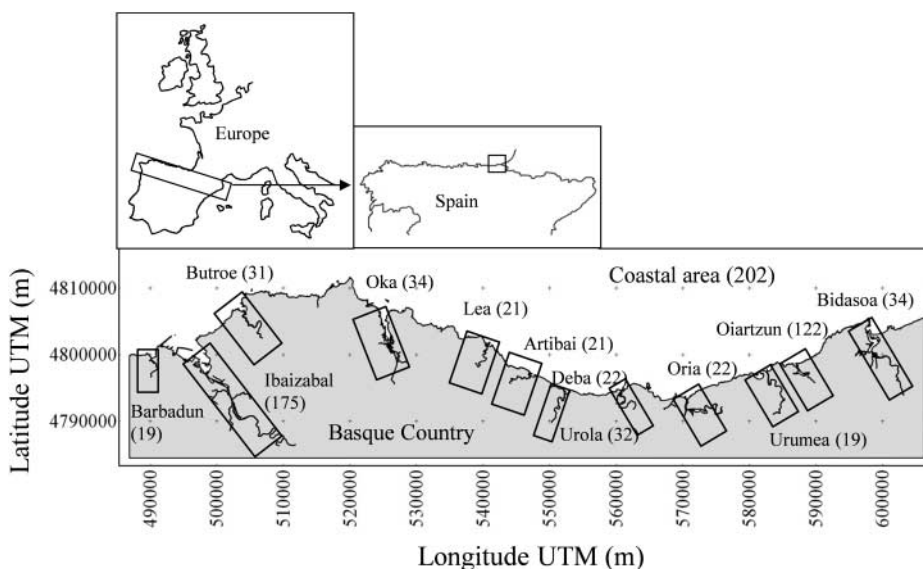 Europe
Spain
Coastal area (202)
Butroe (31)
Oka (34)
Lea (21)
Artibai (21)
Deba (22)
Oria (22)
Oiartzun (122)
Bidasoa (34)
Barbadun
(19)
Ibaizabal
(175)
Basque Country
Urola (32)
Urumea (19)
Latitude UTM (m)
4810000
4800000
4790000
490000
500000
510000
520000
530000
540000
550000
560000
570000
580000
590000
600000
Longitude UTM (m)